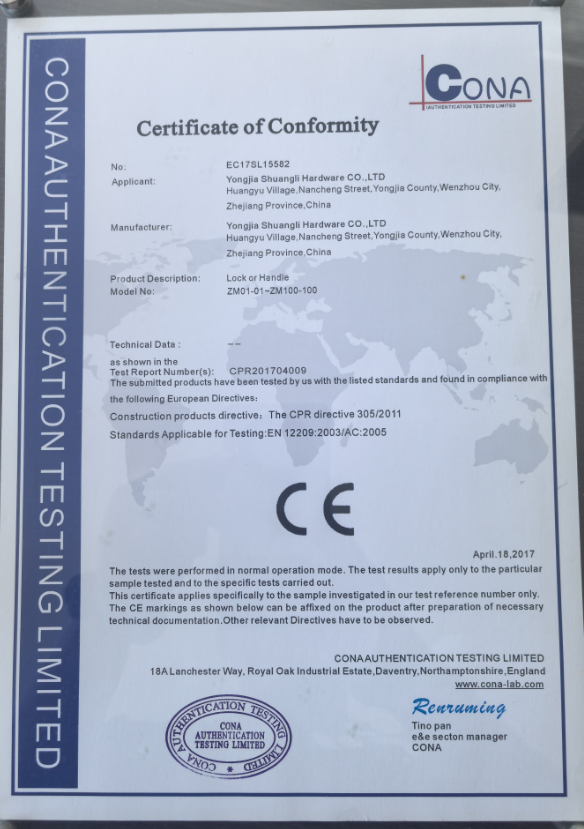 CONA AUTHENTICATION TESTING LIMITED
CONA
AUTHENTICATION TESTING LIMITED
Certificate of Conformity
No: EC17SL15582
Applicant: Yongjia Shuangli Hardware CO.,LTD
Huangyu Village,Nancheng Street,Yongjia County,Wenzhou City,
Zhejiang Province,China
Manufacturer: Yongjia Shuangli Hardware CO.,LTD
Huangyu Village,Nancheng Street,Yongjia County,Wenzhou City,
Zhejiang Province,China
Product Description: Lock or Handle
Model No: ZM01-01~ZM100-100
Technical Data : --
as shown in the
Test Report Number(s): CPR201704009
The submitted products have been tested by us with the listed standards and found in compliance with
the following European Directives:
Construction products directive: The CPR directive 305/2011
Standards Applicable for Testing:EN 12209:2003/AC:2005
CE
April.18,2017
The tests were performed in normal operation mode. The test results apply only to the particular
sample tested and to the specific tests carried out.
This certificate applies specifically to the sample investigated in our test reference number only.
The CE markings as shown below can be affixed on the product after preparation of necessary
technical documentation.Other relevant Directives have to be observed.
CONA AUTHENTICATION TESTING LIMITED
18A Lanchester Way, Royal Oak Industrial Estate,Daventry,Northamptonshire,England
www.cona-lab.com
CONA AUTHENTICATION TESTING LIMITED
CONA
AUTHENTICATION
TESTING LIMITED
Renruming
Tino pan
e&e secton manager
CONA